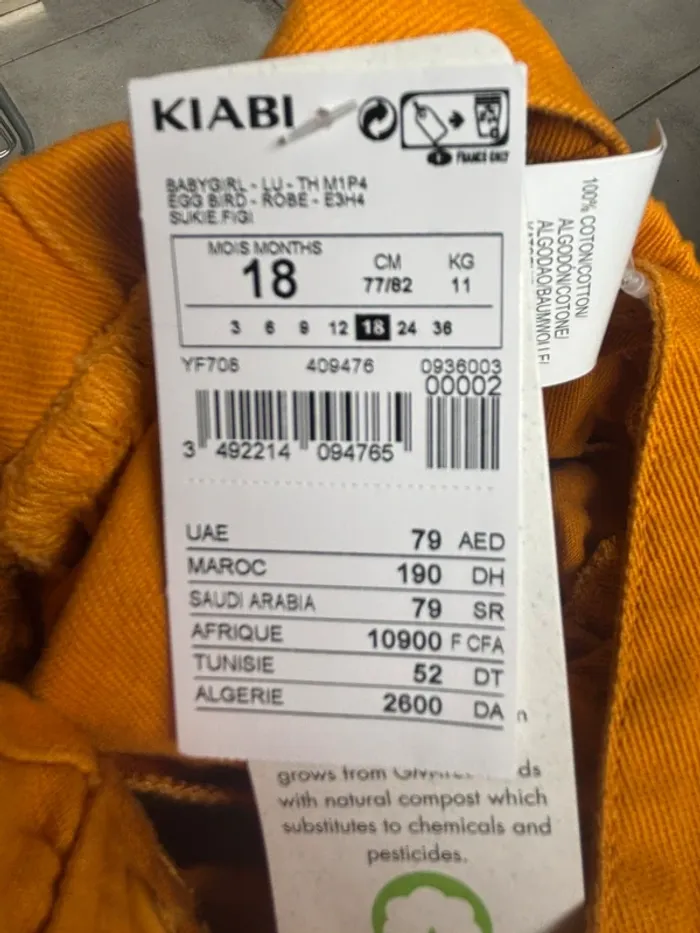 KIABI
FRANCE ONLY
BABYGIRL - LU - TH M1P4
EGG BIRD - ROBE - E3H4
SUKIE.FIGI
MOIS MONTHS
18
CM
77/82
KG
11
3 6 9 12 18 24 36
YF706 409476 0936003
00002
3 492214 094765
UAE 79 AED
MAROC 190 DH
SAUDI ARABIA 79 SR
AFRIQUE 10900 F CFA
TUNISIE 52 DT
ALGERIE 2600 DA
100% COTON/COTTON/
ALGODÓN/COTONE/
ALGODAO/BAUMWOLLE/
grows from
with natural compost which
substitutes to chemicals and
pesticides.